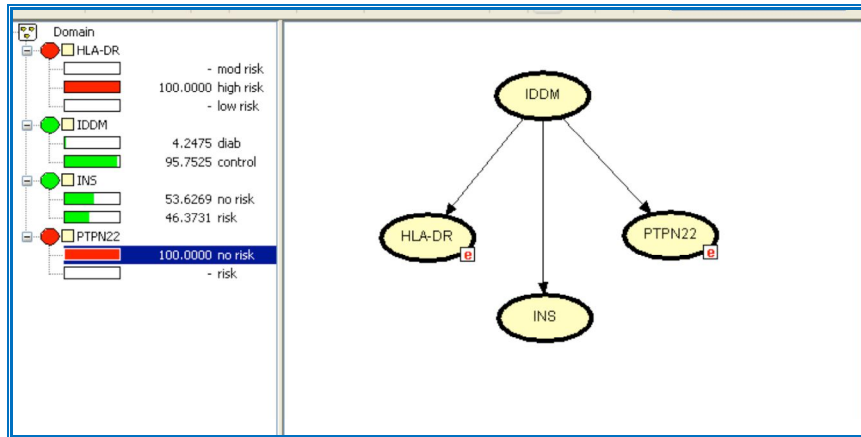 Domain
HLA-DR
- mod risk
100.0000 high risk
- low risk
IDDM
4.2475 diab
95.7525 control
INS
53.6269 no risk
46.3731 risk
PTPN22
100.0000 no risk
- risk
IDDM
HLA-DR
e
PTPN22
e
INS